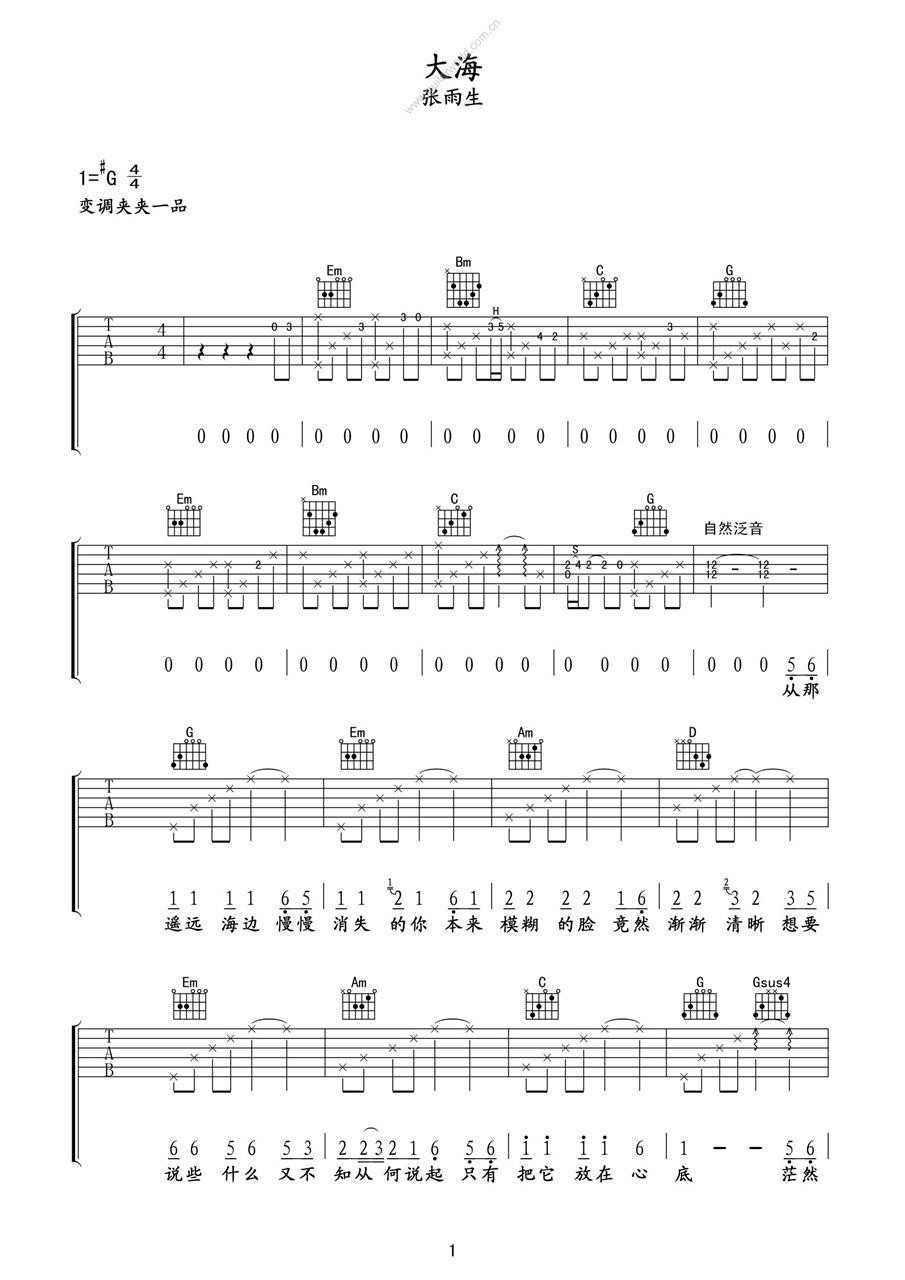 大海
张雨生
1=#G 4/4
变调夹夹一品
Em Bm C G
H
T A B 4 4 0 3 3 3 0 3 5 4 2 3 2
0 0 0 0 | 0 0 0 0 | 0 0 0 0 | 0 0 0 0 | 0 0 0 0 |
Em Bm C G 自然泛音
S
T A B 2 2 4 2 2 0 0 12 12 – 12 12 –
0 0 0 0 | 0 0 0 0 | 0 0 0 0 | 0 0 0 0 | 0 0 0 5 6
从那
G Em Am D
T A B
1 1 1 1 6 5 | 1 1 1 2 1 6 1 | 2 2 2 2 1 6 | 2 2 2 3 2 3 5
遥远 海边 慢慢 消失 的你 本来 模糊 的脸 竟然 渐渐 清晰 想要
Em Am C G Gsus4
T A B
6 6 5 6 5 3 | 2 2 3 2 1 6 5 6 | 1 1 1 1 6 | 1 – – 5 6
说些 什么 又不 知从 何说起 只有 把它 放在 心 底 茫然
1